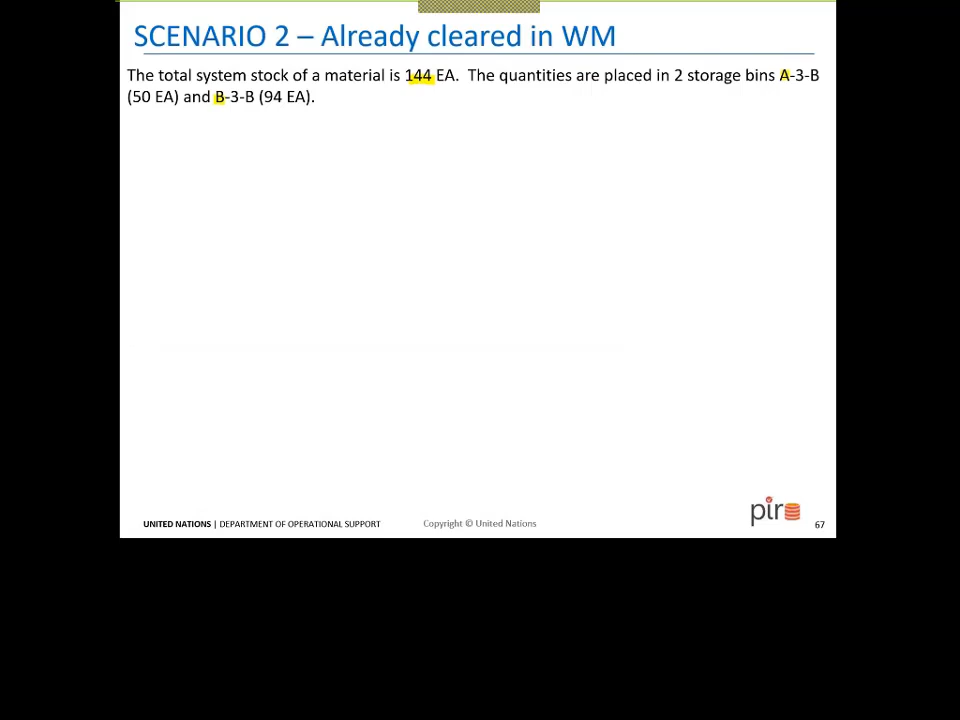 SCENARIO 2 – Already cleared in WM
The total system stock of a material is 144 EA.  The quantities are placed in 2 storage bins A-3-B
(50 EA) and B-3-B (94 EA).
pir
UNITED NATIONS | DEPARTMENT OF OPERATIONAL SUPPORT
Copyright © United Nations
67